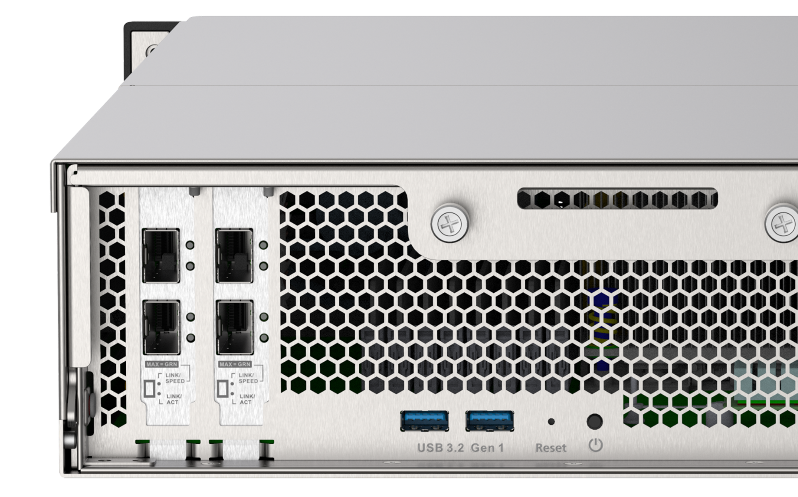 MAX=GRN
LINK/
SPEED
LINK/
ACT
MAX=GRN
LINK/
SPEED
LINK/
ACT
USB 3.2 Gen 1
Reset